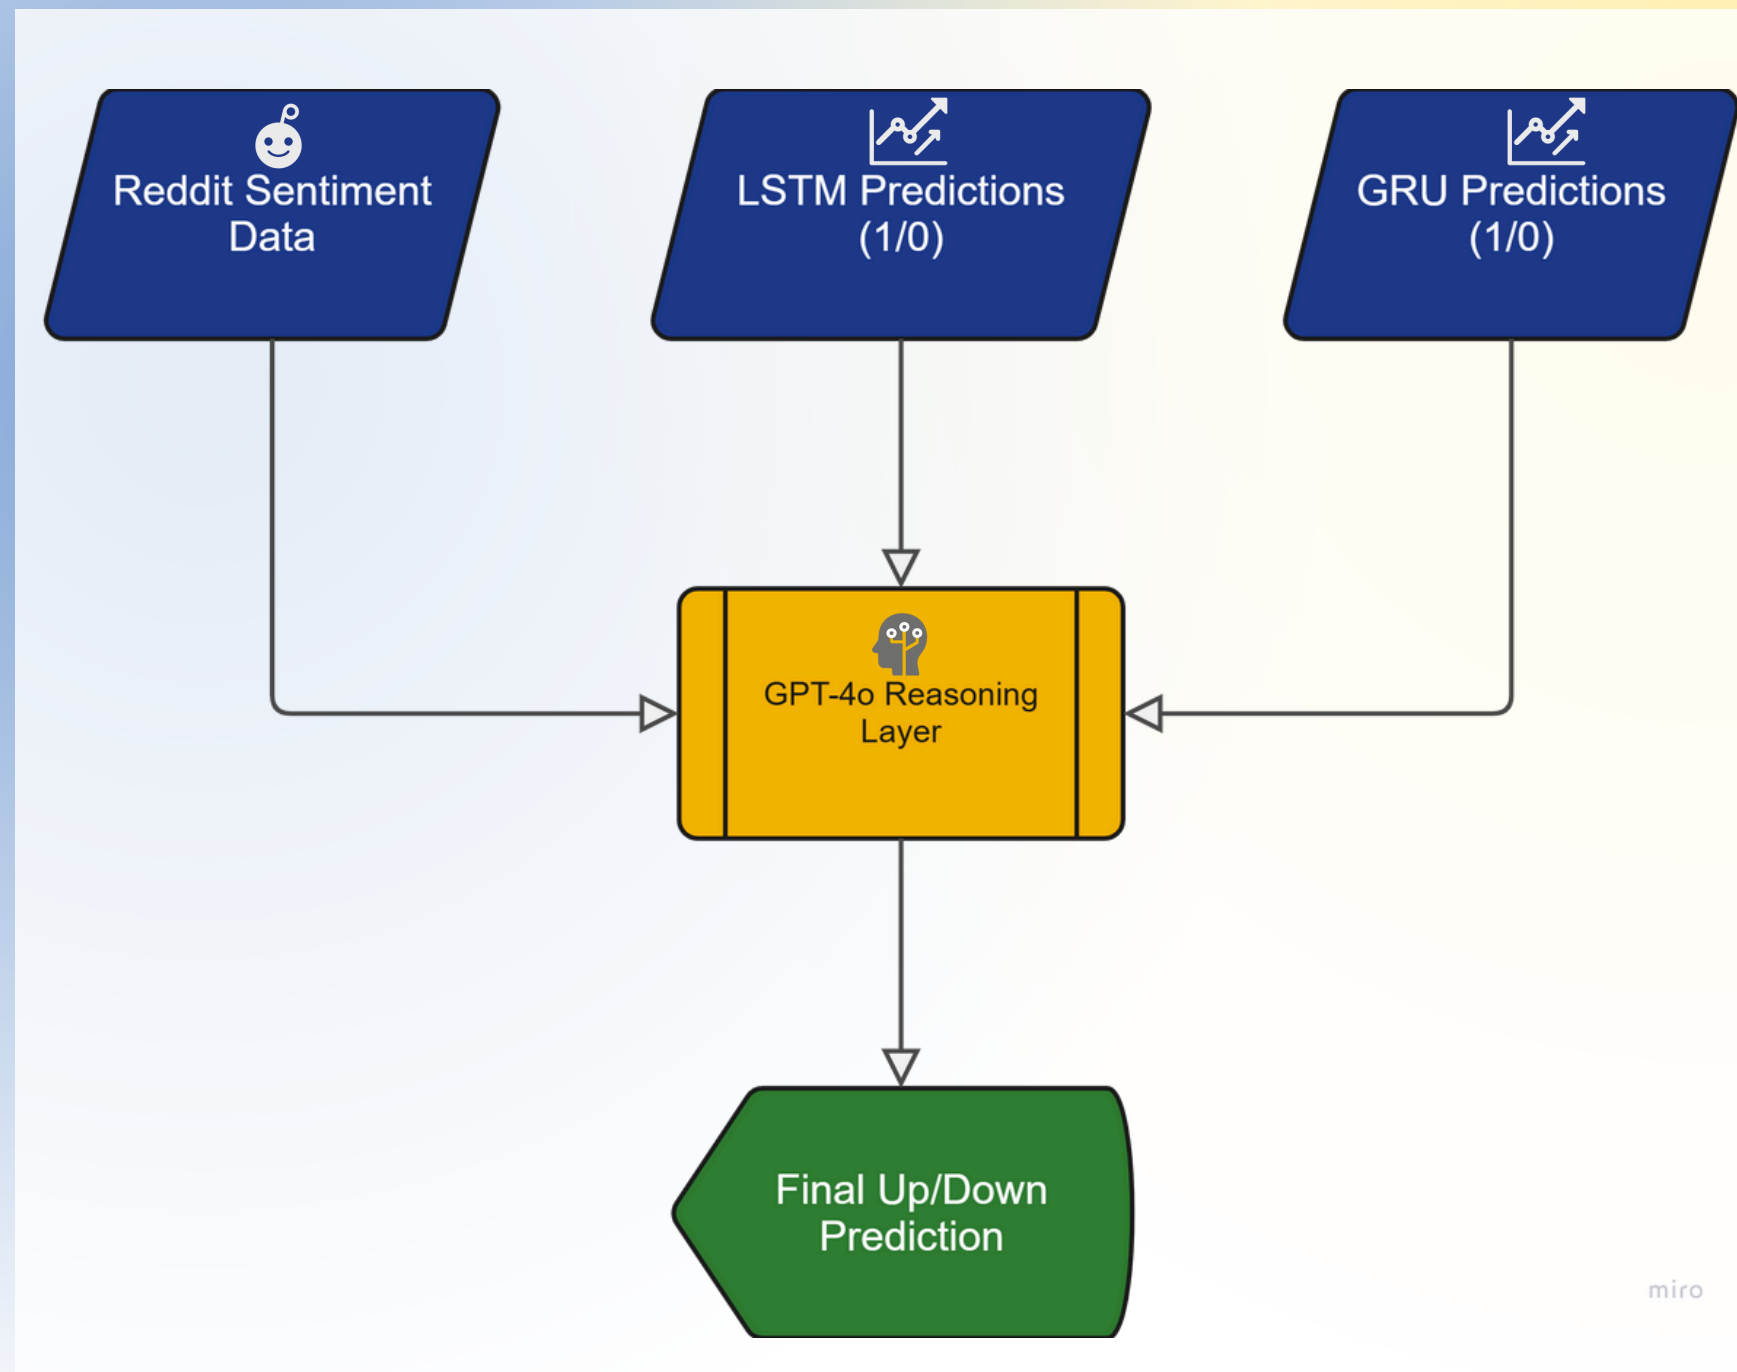 Reddit Sentiment
Data
LSTM Predictions
(1/0)
GRU Predictions
(1/0)
GPT-4o Reasoning
Layer
Final Up/Down
Prediction
miro